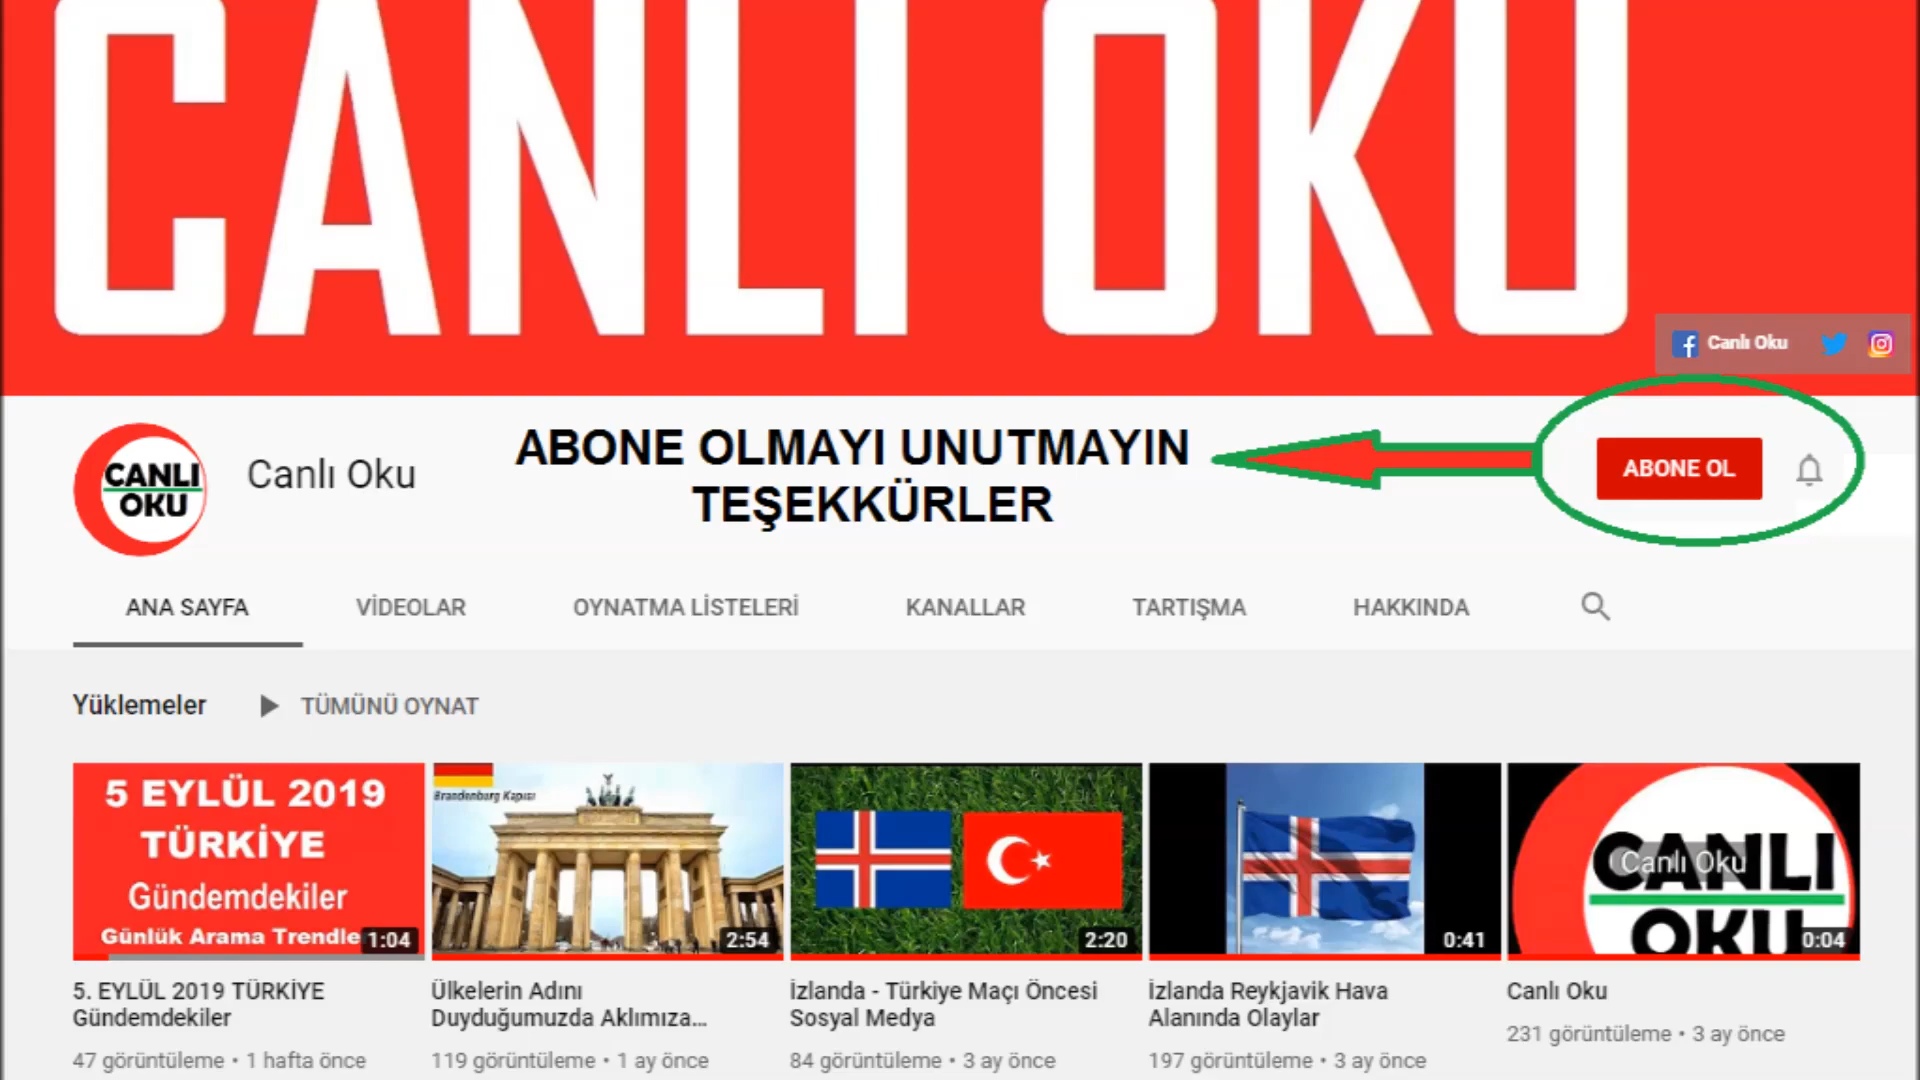 CANLI OKU
Canlı Oku
CANLI
OKU
Canlı Oku
ABONE OLMAYI UNUTMAYIN
TEŞEKKÜRLER
ABONE OL
ANA SAYFA
VİDEOLAR
OYNATMA LİSTELERİ
KANALLAR
TARTIŞMA
HAKKINDA
Yüklemeler
TÜMÜNÜ OYNAT
5 EYLÜL 2019
TÜRKİYE
Gündemdekiler
Günlük Arama Trendle
1:04
5. EYLÜL 2019 TÜRKİYE
Gündemdekiler
47 görüntüleme • 1 hafta önce
Brandenburg Kapısı
2:54
Ülkelerin Adını
Duyduğumuzda Aklımıza...
119 görüntüleme • 1 ay önce
2:20
İzlanda - Türkiye Maçı Öncesi
Sosyal Medya
84 görüntüleme • 3 ay önce
0:41
İzlanda Reykjavik Hava
Alanında Olaylar
197 görüntüleme • 3 ay önce
CANLI
Canlı Oku
OKU
0:04
Canlı Oku
231 görüntüleme • 3 ay önce